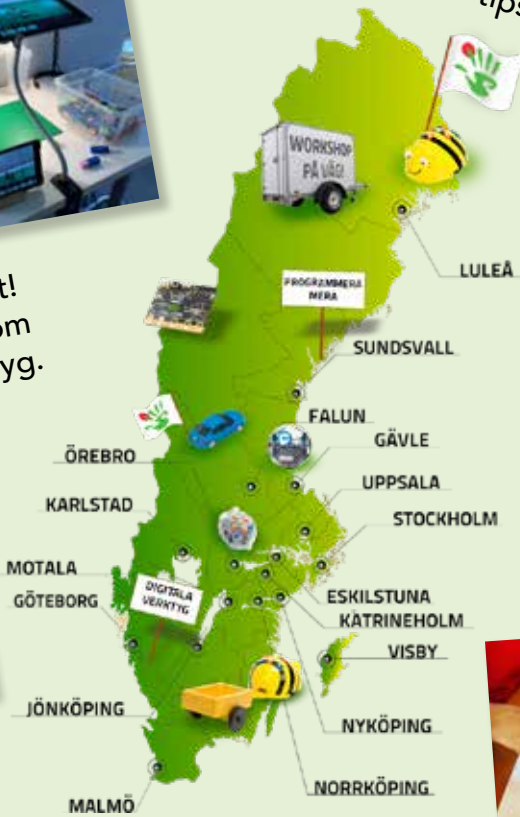 tips
WORKSHOP
PÅ VÄG!
LULEÅ
t!
PROGRAMMERA
MERA
om
SUNDSVALL
yg.
FALUN
GÄVLE
ÖREBRO
UPPSALA
KARLSTAD
STOCKHOLM
MOTALA
DIGITALA
VERKTYG
ESKILSTUNA
GÖTEBORG
KATRINEHOLM
VISBY
JÖNKÖPING
NYKÖPING
NORRKÖPING
MALMÖ